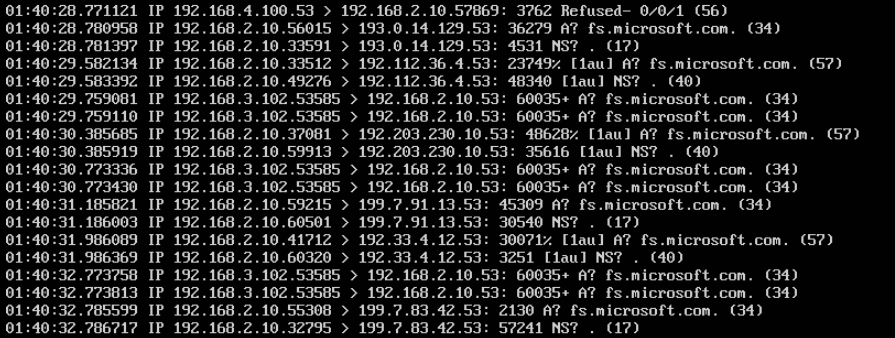 01:40:28.771121 IP 192.168.4.100.53 > 192.168.2.10.57869: 3762 Refused- 0/0/1 (56)
01:40:28.780958 IP 192.168.2.10.56015 > 193.0.14.129.53: 36279 A? fs.microsoft.com. (34)
01:40:28.781397 IP 192.168.2.10.33591 > 193.0.14.129.53: 4531 NS? . (17)
01:40:29.582134 IP 192.168.2.10.33512 > 192.112.36.4.53: 23749% [1au] A? fs.microsoft.com. (57)
01:40:29.583392 IP 192.168.2.10.49276 > 192.112.36.4.53: 48340 [1au] NS? . (40)
01:40:29.759081 IP 192.168.3.102.53585 > 192.168.2.10.53: 60035+ A? fs.microsoft.com. (34)
01:40:29.759110 IP 192.168.3.102.53585 > 192.168.2.10.53: 60035+ A? fs.microsoft.com. (34)
01:40:30.385685 IP 192.168.2.10.37081 > 192.203.230.10.53: 48628% [1au] A? fs.microsoft.com. (57)
01:40:30.385919 IP 192.168.2.10.59913 > 192.203.230.10.53: 35616 [1au] NS? . (40)
01:40:30.773336 IP 192.168.3.102.53585 > 192.168.2.10.53: 60035+ A? fs.microsoft.com. (34)
01:40:30.773430 IP 192.168.3.102.53585 > 192.168.2.10.53: 60035+ A? fs.microsoft.com. (34)
01:40:31.185821 IP 192.168.2.10.59215 > 199.7.91.13.53: 45309 A? fs.microsoft.com. (34)
01:40:31.186003 IP 192.168.2.10.60501 > 199.7.91.13.53: 30540 NS? . (17)
01:40:31.986089 IP 192.168.2.10.41712 > 192.33.4.12.53: 30071% [1au] A? fs.microsoft.com. (57)
01:40:31.986369 IP 192.168.2.10.60320 > 192.33.4.12.53: 3251 [1au] NS? . (40)
01:40:32.773758 IP 192.168.3.102.53585 > 192.168.2.10.53: 60035+ A? fs.microsoft.com. (34)
01:40:32.773813 IP 192.168.3.102.53585 > 192.168.2.10.53: 60035+ A? fs.microsoft.com. (34)
01:40:32.785599 IP 192.168.2.10.55308 > 199.7.83.42.53: 2130 A? fs.microsoft.com. (34)
01:40:32.786717 IP 192.168.2.10.32795 > 199.7.83.42.53: 57241 NS? . (17)